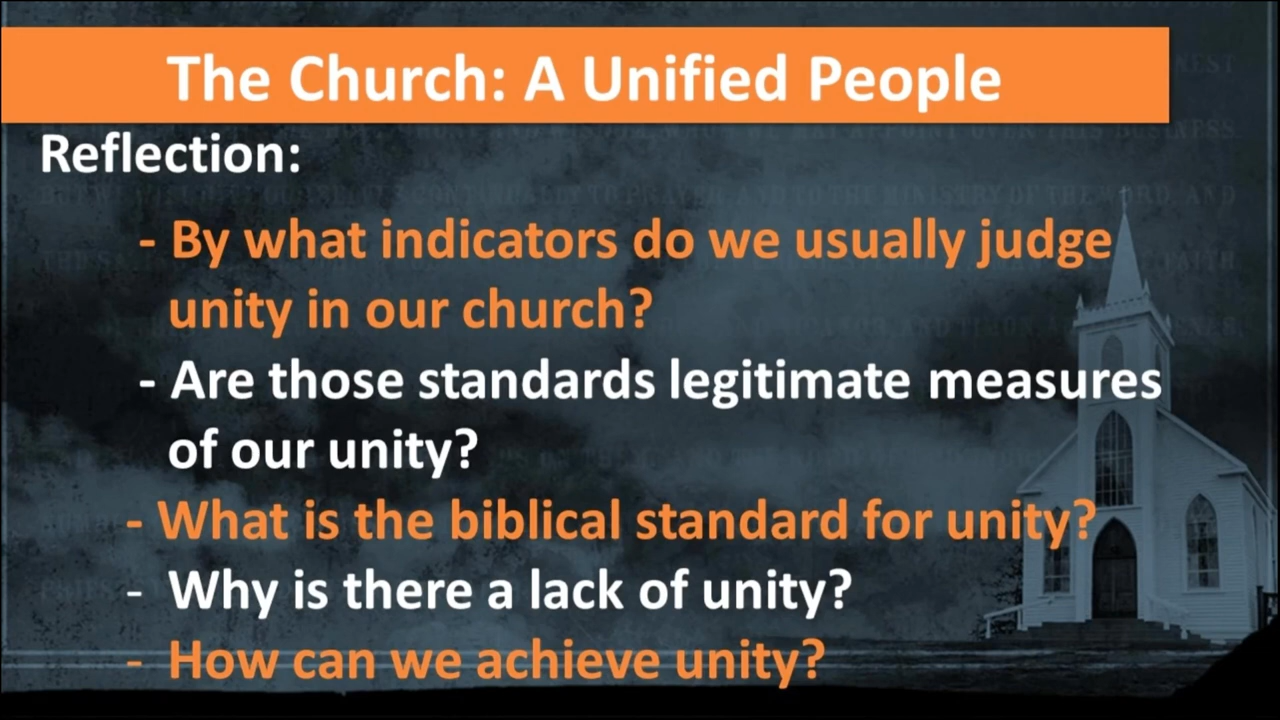 The Church: A Unified People
Reflection:
- By what indicators do we usually judge
unity in our church?
- Are those standards legitimate measures
of our unity?
- What is the biblical standard for unity?
- Why is there a lack of unity?
- How can we achieve unity?